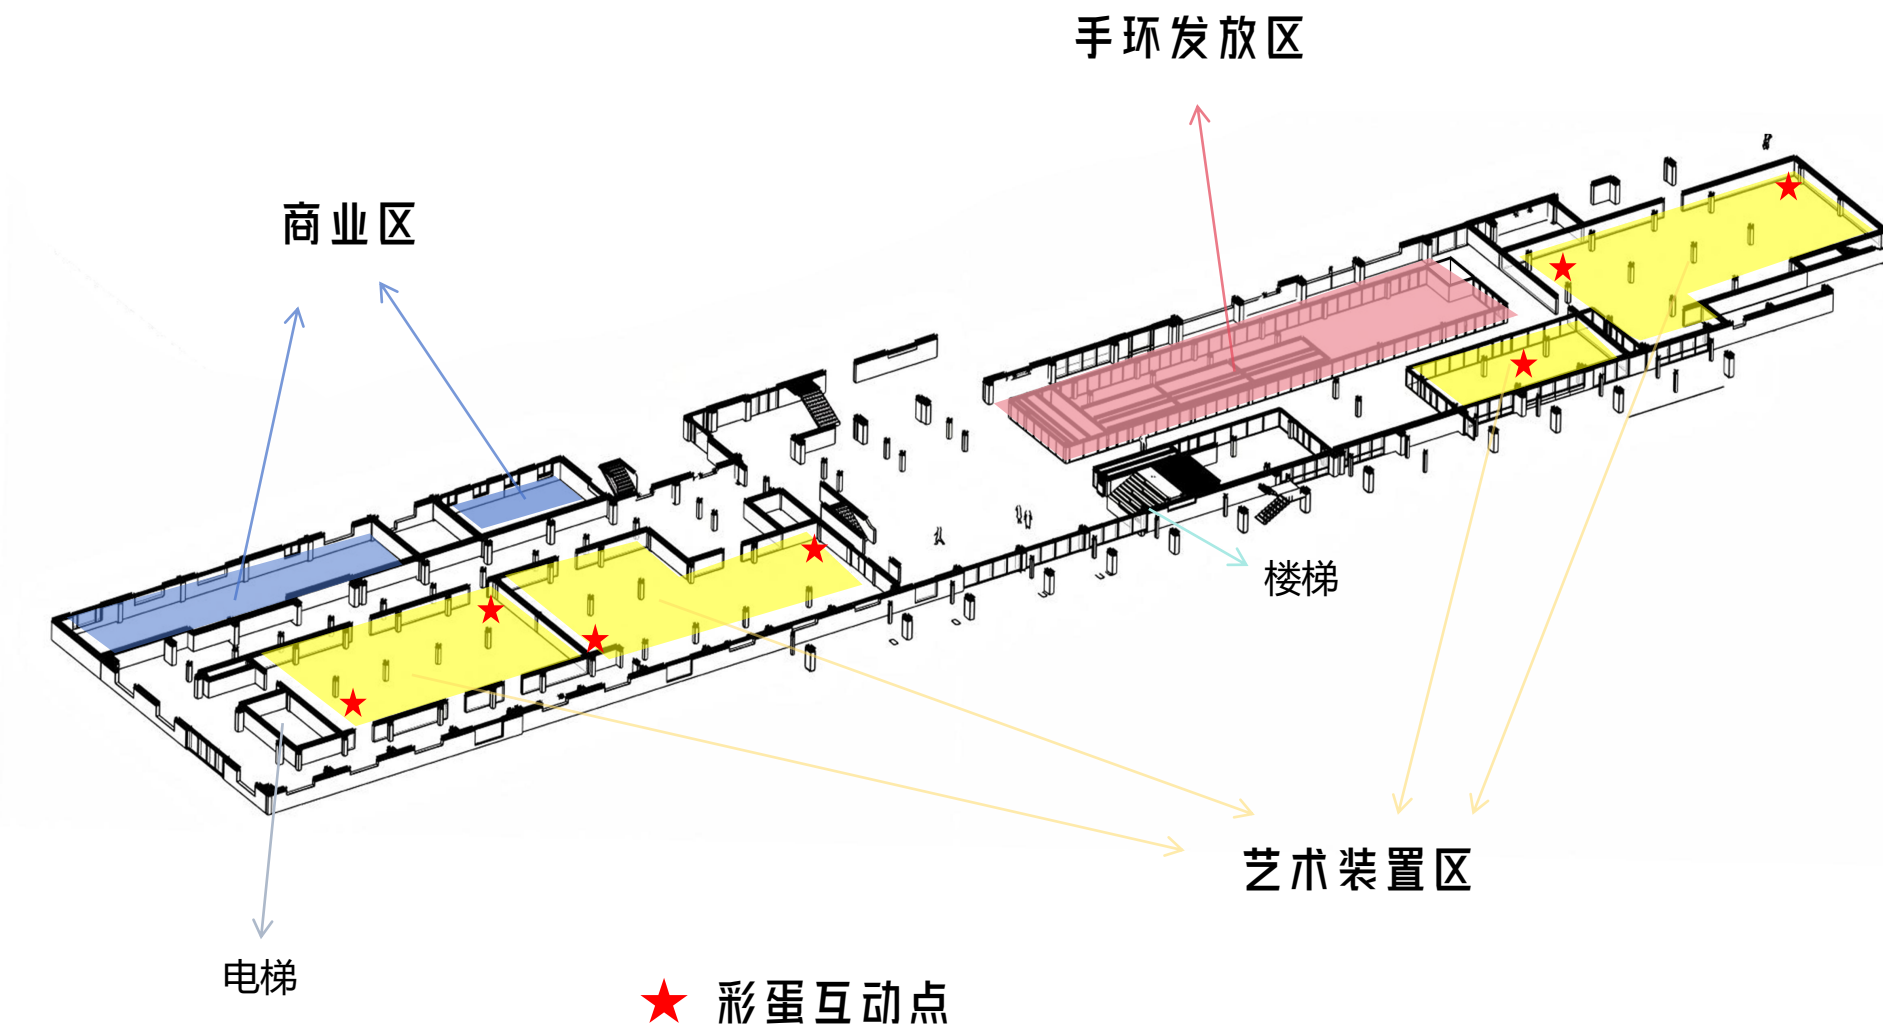 手环发放区
商业区
楼梯
艺术装置区
电梯
彩蛋互动点